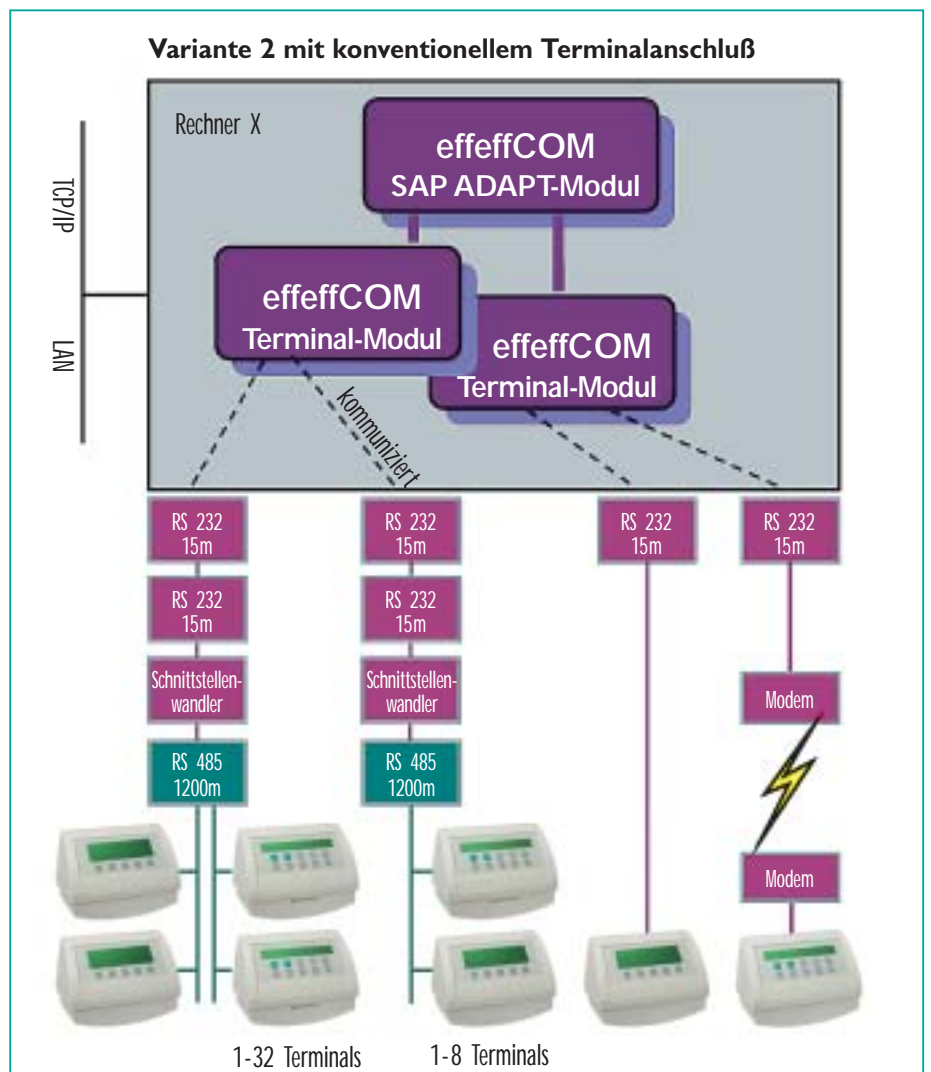 Variante 2 mit konventionellem Terminalanschluß
Rechner X
TCP/IP
LAN
effeffCOM
SAP ADAPT-Modul
effeffCOM
Terminal-Modul
effeffCOM
Terminal-Modul
kommuniziert
RS 232
15m
RS 232
15m
RS 232
15m
RS 232
15m
RS 232
15m
RS 232
15m
Schnittstellen-
wandler
Schnittstellen-
wandler
Modem
RS 485
1200m
RS 485
1200m
Modem
1-32 Terminals
1-8 Terminals